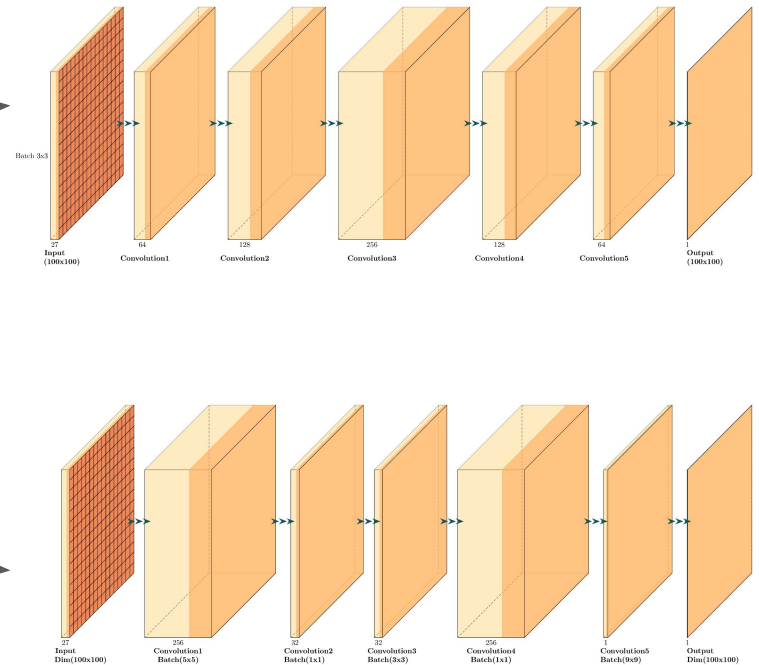 Batch 3x3
27
64
128
256
128
64
1
Input
(100x100)
Convolution1
Convolution2
Convolution3
Convolution4
Convolution5
Output
(100x100)
27
256
32
32
256
1
1
Input
Dim(100x100)
Convolution1
Batch(5x5)
Convolution2
Batch(1x1)
Convolution3
Batch(3x3)
Convolution4
Batch(1x1)
Convolution5
Batch(9x9)
Output
Dim(100x100)